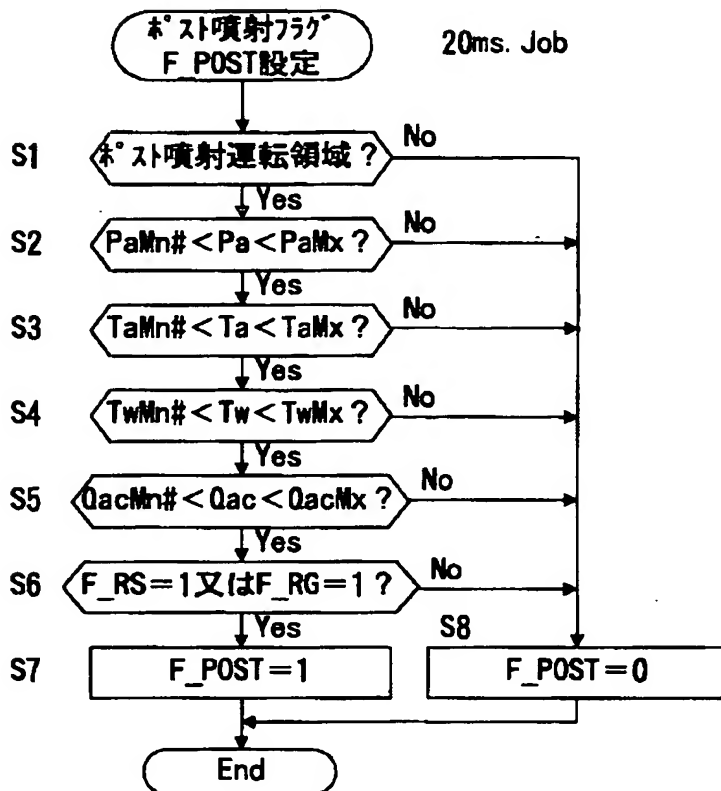 ﾎﾟｽﾄ噴射ﾌﾗｸﾞ
F_POST設定
20ms. Job
S1
ﾎﾟｽﾄ噴射運転領域?
No
Yes
S2
PaMn#<Pa<PaMx?
No
Yes
S3
TaMn#<Ta<TaMx?
No
Yes
S4
TwMn#<Tw<TwMx?
No
Yes
S5
QacMn#<Qac<QacMx?
No
Yes
S6
F_RS=1又はF_RG=1?
No
Yes
S8
S7
F_POST=1
F_POST=0
End